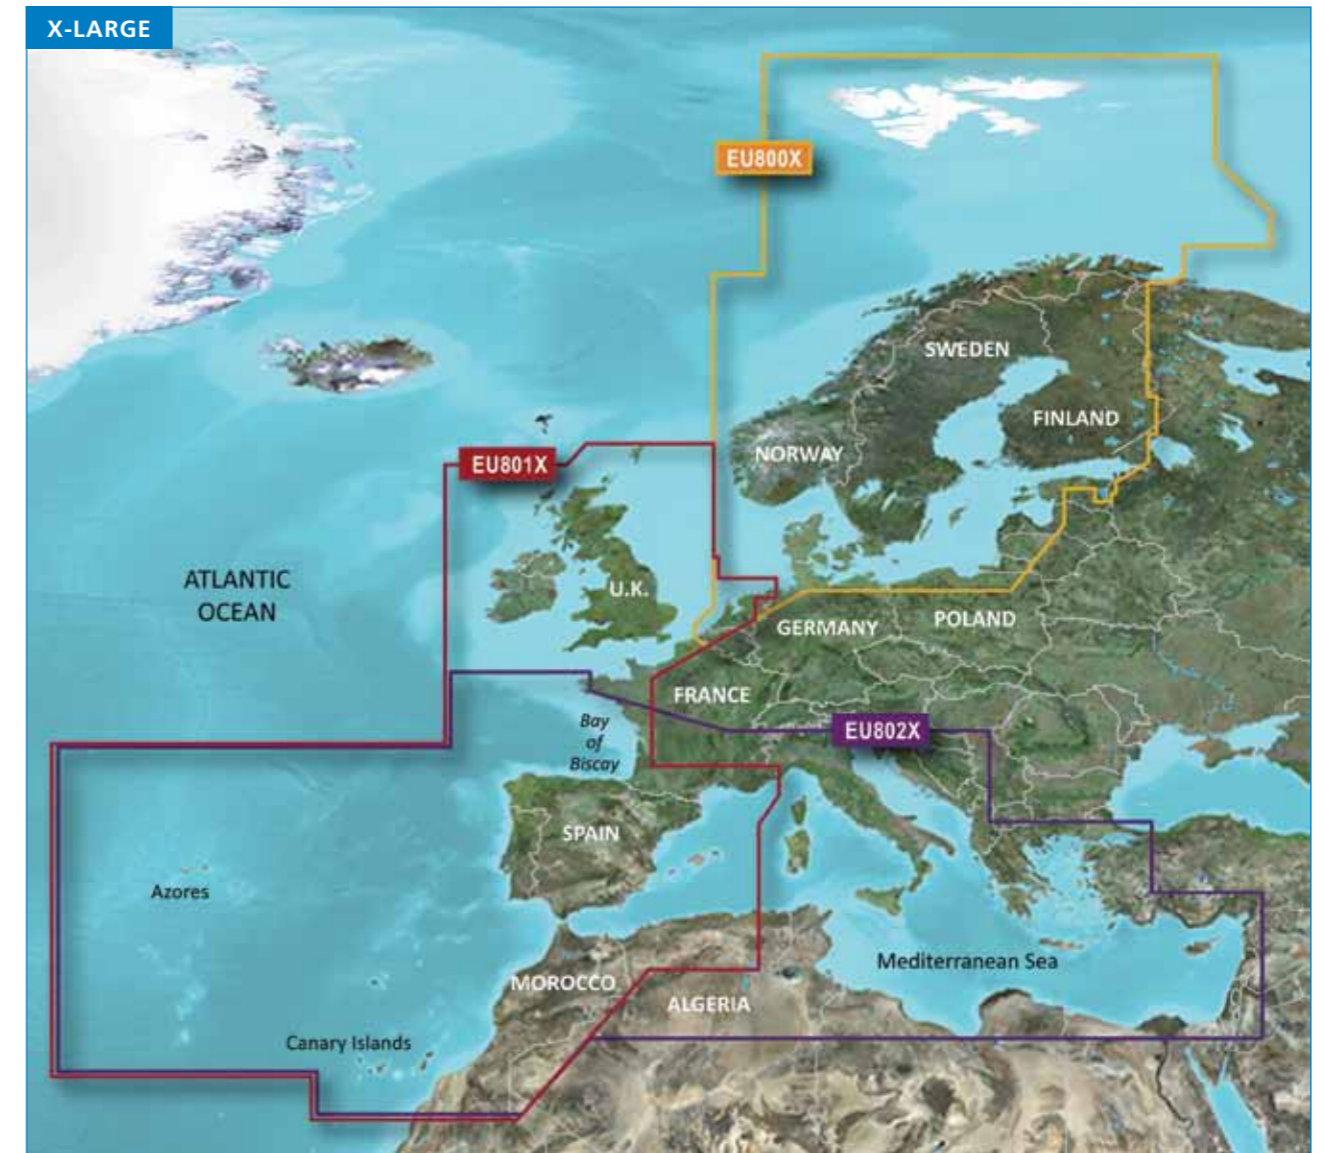 X-LARGE
EU800X
SWEDEN
FINLAND
NORWAY
EU801X
ATLANTIC
OCEAN
U.K.
GERMANY
POLAND
FRANCE
Bay
of
Biscay
EU802X
SPAIN
Azores
Mediterranean Sea
MOROCCO
ALGERIA
Canary Islands